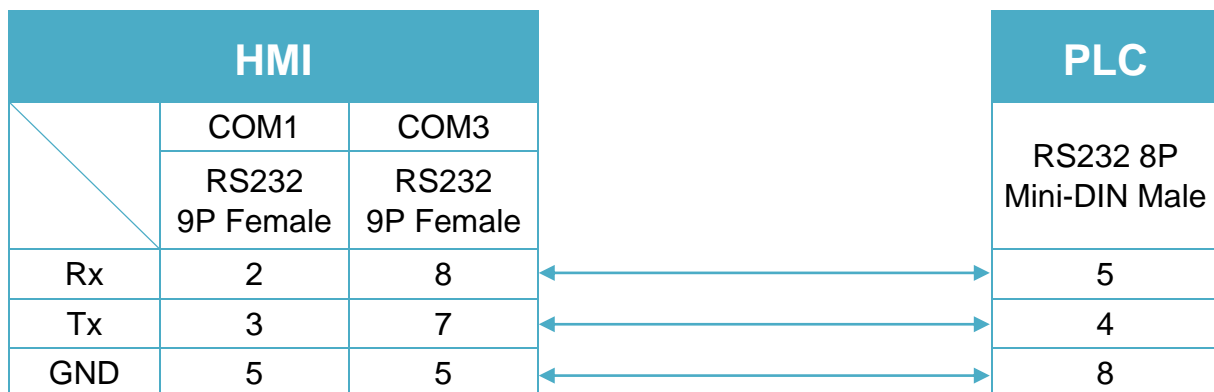 HMI PLC
COM1 COM3
RS232 8P
Mini-DIN Male
RS232 RS232
9P Female 9P Female
Rx 2 8 5
Tx 3 7 4
GND 5 5 8